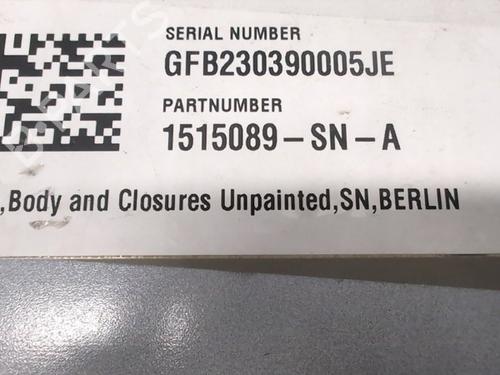 SERIAL NUMBER
GFB230390005JE
PARTNUMBER
1515089-SN-A
,Body and Closures Unpainted,SN,BERLIN